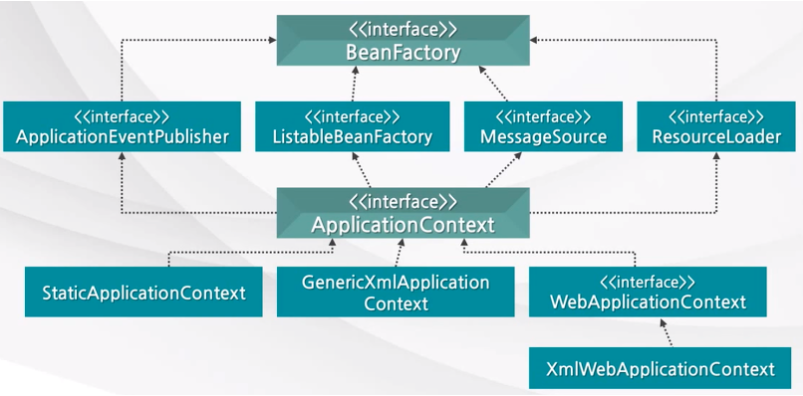 <<interface>>
BeanFactory
<<interface>>
ApplicationEventPublisher
<<interface>>
ListableBeanFactory
<<interface>>
MessageSource
<<interface>>
ResourceLoader
<<interface>>
ApplicationContext
StaticApplicationContext
GenericXmlApplication
Context
<<interface>>
WebApplicationContext
XmlWebApplicationContext